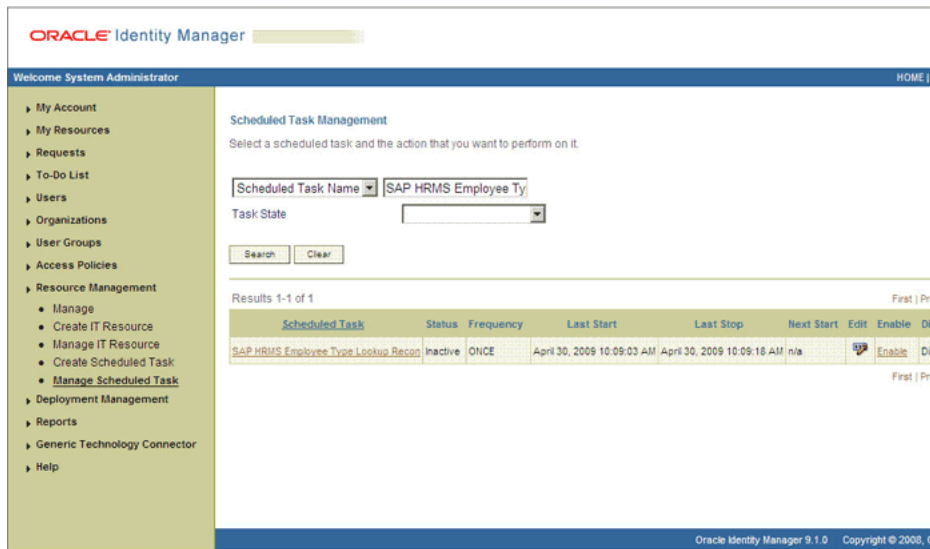 ORACLE Identity Manager
Welcome System Administrator
HOME |
My Account
My Resources
Requests
To-Do List
Users
Organizations
User Groups
Access Policies
Resource Management
Manage
Create IT Resource
Manage IT Resource
Create Scheduled Task
Manage Scheduled Task
Deployment Management
Reports
Generic Technology Connector
Help
Scheduled Task Management
Select a scheduled task and the action that you want to perform on it.
Scheduled Task Name SAP HRMS Employee Ty
Task State
Search Clear
Results 1-1 of 1 First | Pr
Scheduled Task Status Frequency Last Start Last Stop Next Start Edit Enable Di
SAP HRMS Employee Type Lookup Recon Inactive ONCE April 30, 2009 10:09:03 AM April 30, 2009 10:09:18 AM n/a Enable Di
First | Pr
Oracle Identity Manager 9.1.0 Copyright © 2008,